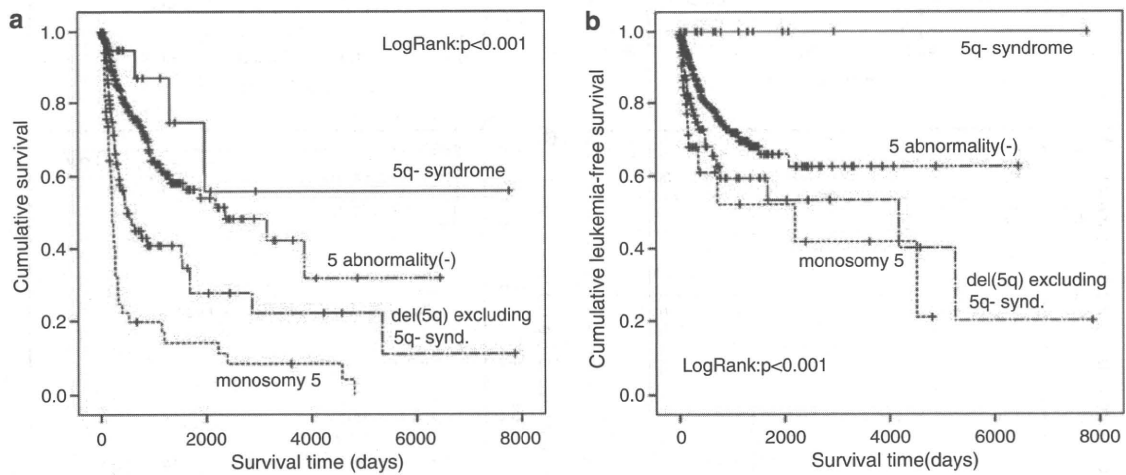 a
LogRank:p<0.001
Cumulative survival
1.0
0.8
0.6
0.4
0.2
0.0
5q- syndrome
5 abnormality(-)
del(5q) excluding
5q- synd.
monosomy 5
0 2000 4000 6000 8000
Survival time (days)
b
Cumulative leukemia-free survival
1.0
0.8
0.6
0.4
0.2
0.0
5q- syndrome
5 abnormality(-)
monosomy 5
del(5q) excluding
5q- synd.
LogRank:p<0.001
0 2000 4000 6000 8000
Survival time(days)